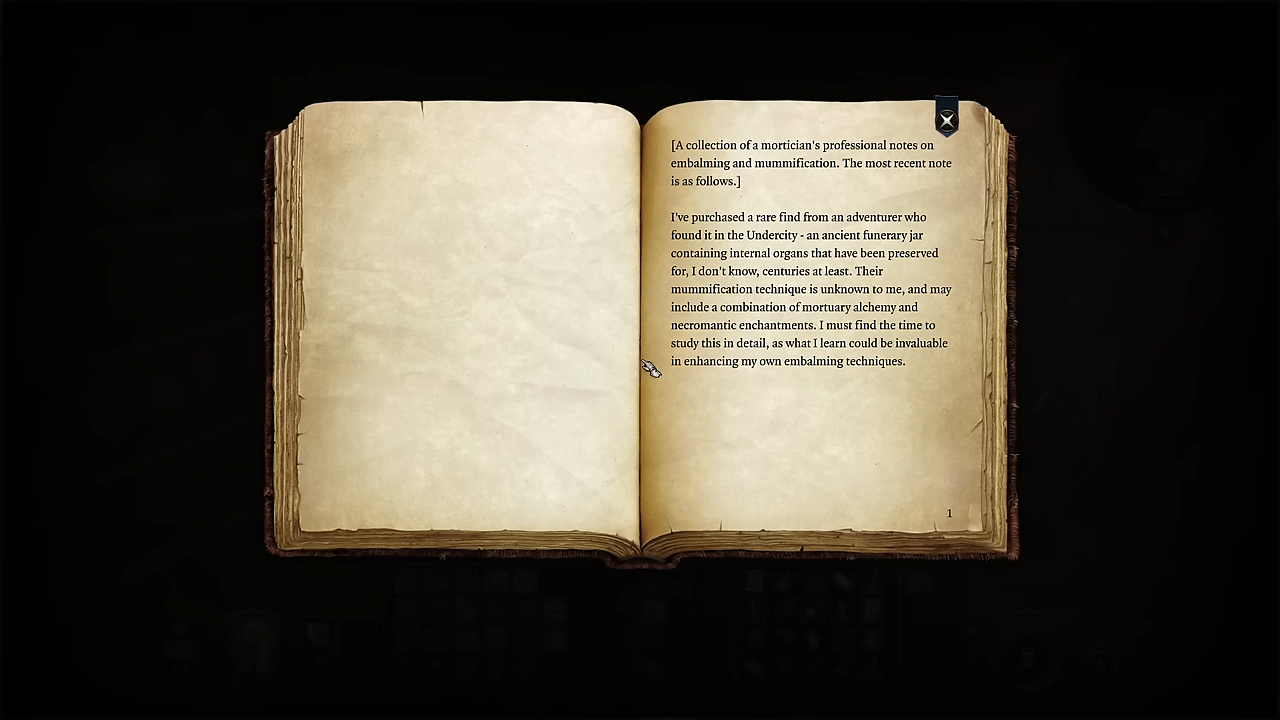 [A collection of a mortician's professional notes on
embalming and mummification. The most recent note
is as follows.]
I've purchased a rare find from an adventurer who
found it in the Undercity - an ancient funerary jar
containing internal organs that have been preserved
for, I don't know, centuries at least. Their
mummification technique is unknown to me, and may
include a combination of mortuary alchemy and
necromantic enchantments. I must find the time to
study this in detail, as what I learn could be invaluable
in enhancing my own embalming techniques.
1